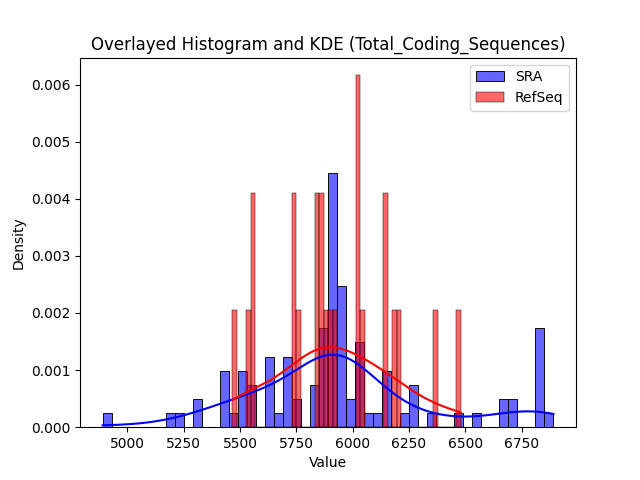 Overlayed Histogram and KDE (Total_Coding_Sequences)
SRA
RefSeq
0.006
0.005
0.004
0.003
0.002
0.001
0.000
Density
5000 5250 5500 5750 6000 6250 6500 6750
Value